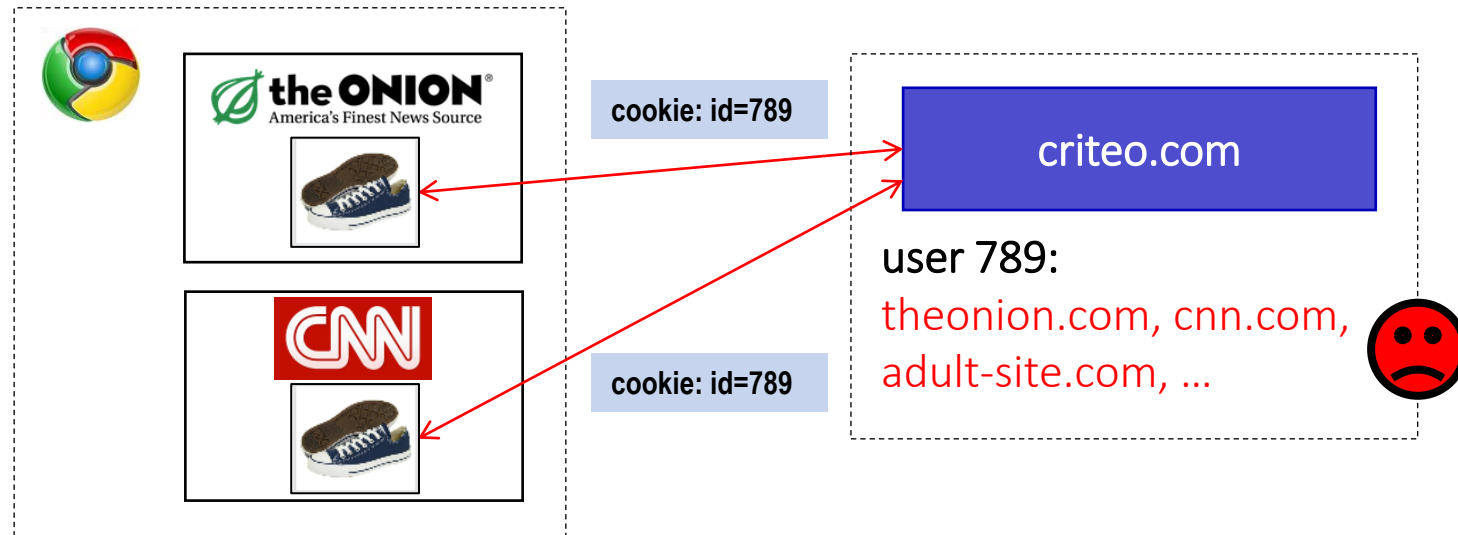 the ONION®
America's Finest News Source
CNN
cookie: id=789
cookie: id=789
criteo.com
user 789:
theonion.com, cnn.com,
adult-site.com, ...